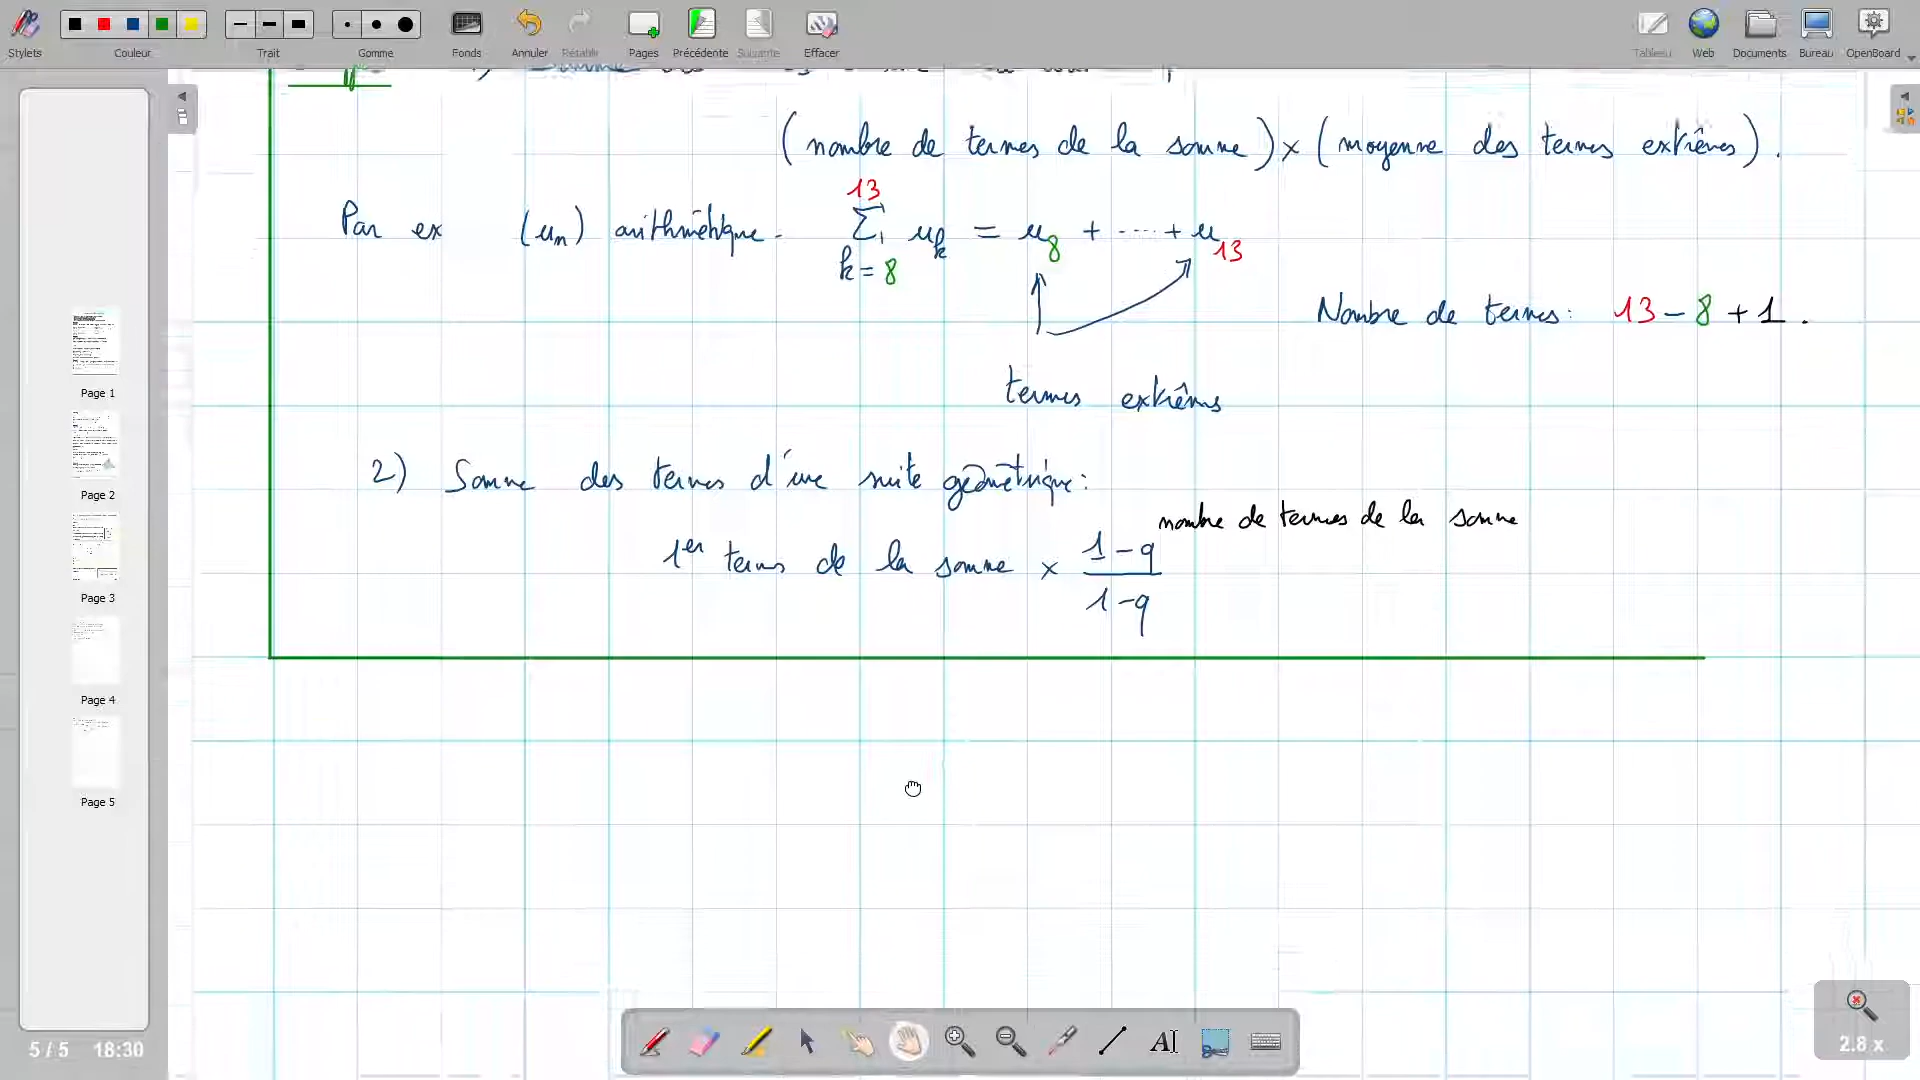 Stylets Couleur Trait Gomme Fonds Annuler Rétablir Pages Précédente Suivante Effacer Tableau Web Documents Bureau OpenBoard
(nombre de termes de la somme) × (moyenne des termes extrêmes).
Par ex (un) arithmétique. 13 Σ k=8 uk = u8 + ---- + u13
Nombre de termes: 13 - 8 + 1.
termes extrêmes
2) Somme des termes d'une suite géométrique:
1er terme de la somme × 1-q nombre de termes de la somme
1-q
Page 1
Page 2
Page 3
Page 4
Page 5
5 / 5 18:30
2.8 x